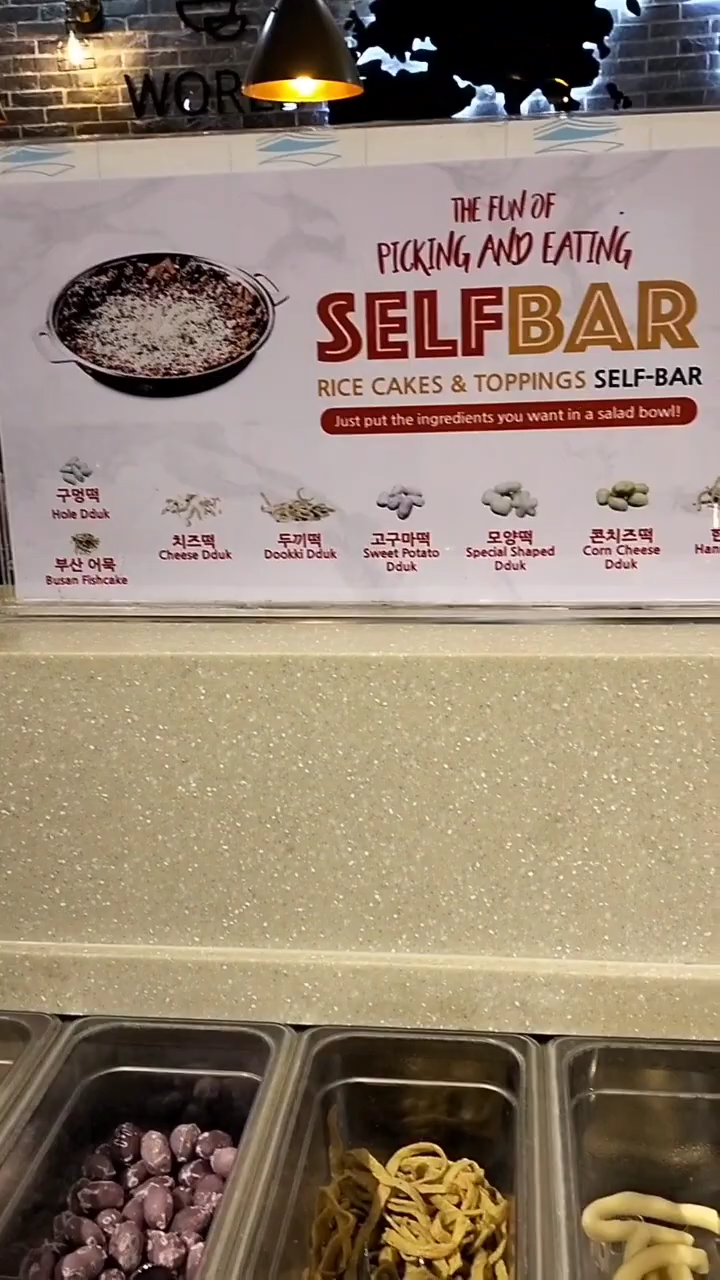 THE FUN OF
PICKING AND EATING
SELFBAR
RICE CAKES & TOPPINGS SELF-BAR
Just put the ingredients you want in a salad bowl!
구멍떡
Hole Dduk
부산 어묵
Busan Fishcake
치즈떡
Cheese Dduk
두끼떡
Dookki Dduk
고구마떡
Sweet Potato
Dduk
모양떡
Special Shaped
Dduk
콘치즈떡
Corn Cheese
Dduk